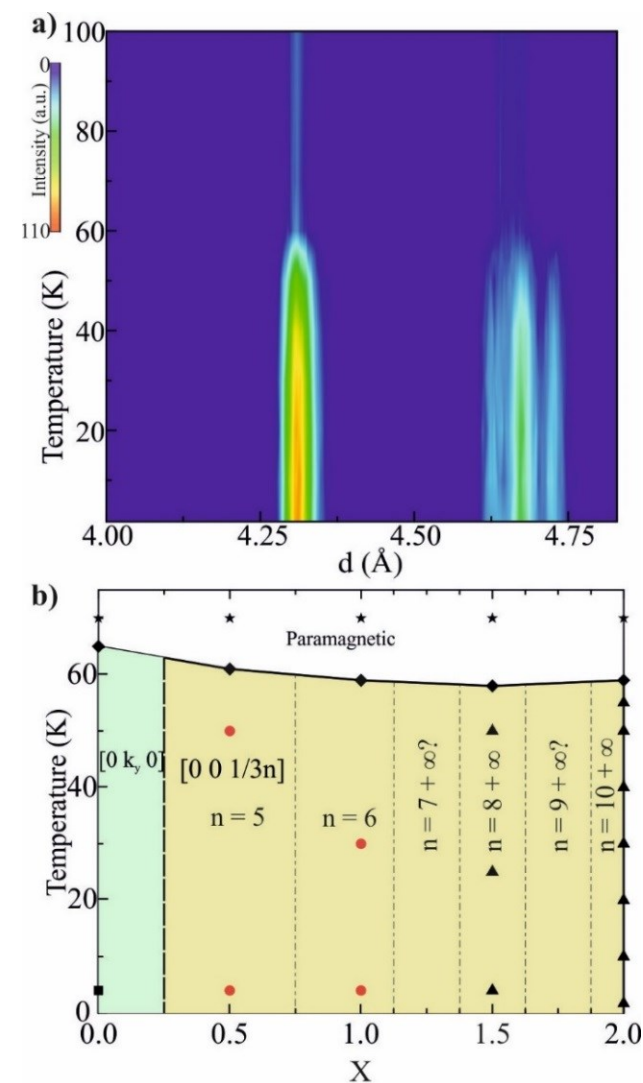 a)
100
80
60
40
20
Temperature (K)
0
110
Intensity (a.u.)
4.00
4.25
4.50
4.75
d (Å)
b)
Paramagnetic
60
40
20
0
Temperature (K)
[0 ky 0]
[0 0 1/3n]
n = 5
n = 6
n = 7 + ∞?
n = 8 + ∞
n = 9 + ∞?
n = 10 + ∞
0.0
0.5
1.0
1.5
2.0
X